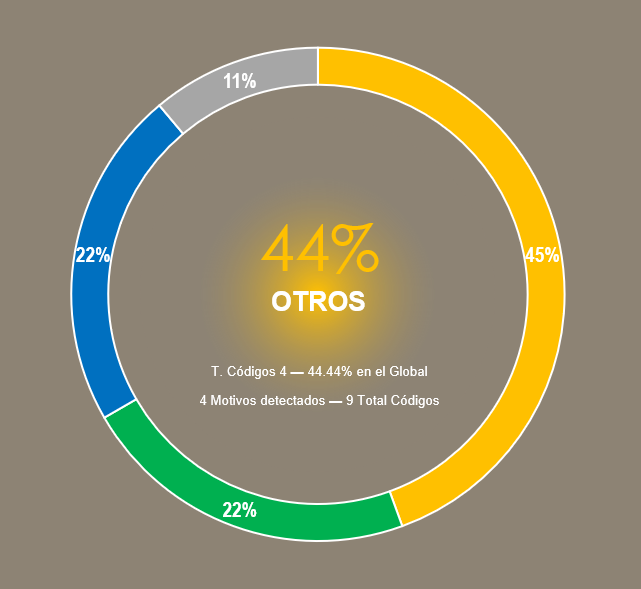 11%
44%
22%
45%
OTROS
T. Códigos 4 — 44.44% en el Global
4 Motivos detectados — 9 Total Códigos
22%